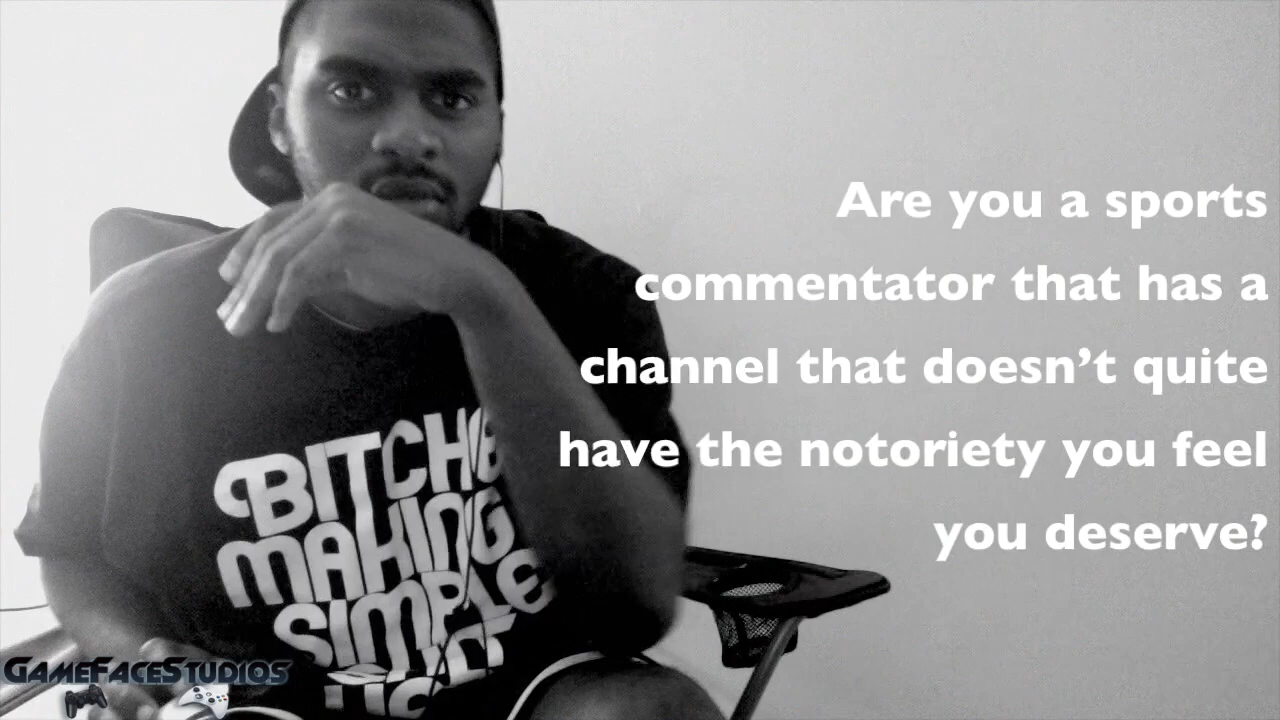 Are you a sports
commentator that has a
channel that doesn't quite
have the notoriety you feel
you deserve?
MAKING
SIMPLE
GAMEFACESTUDIOS